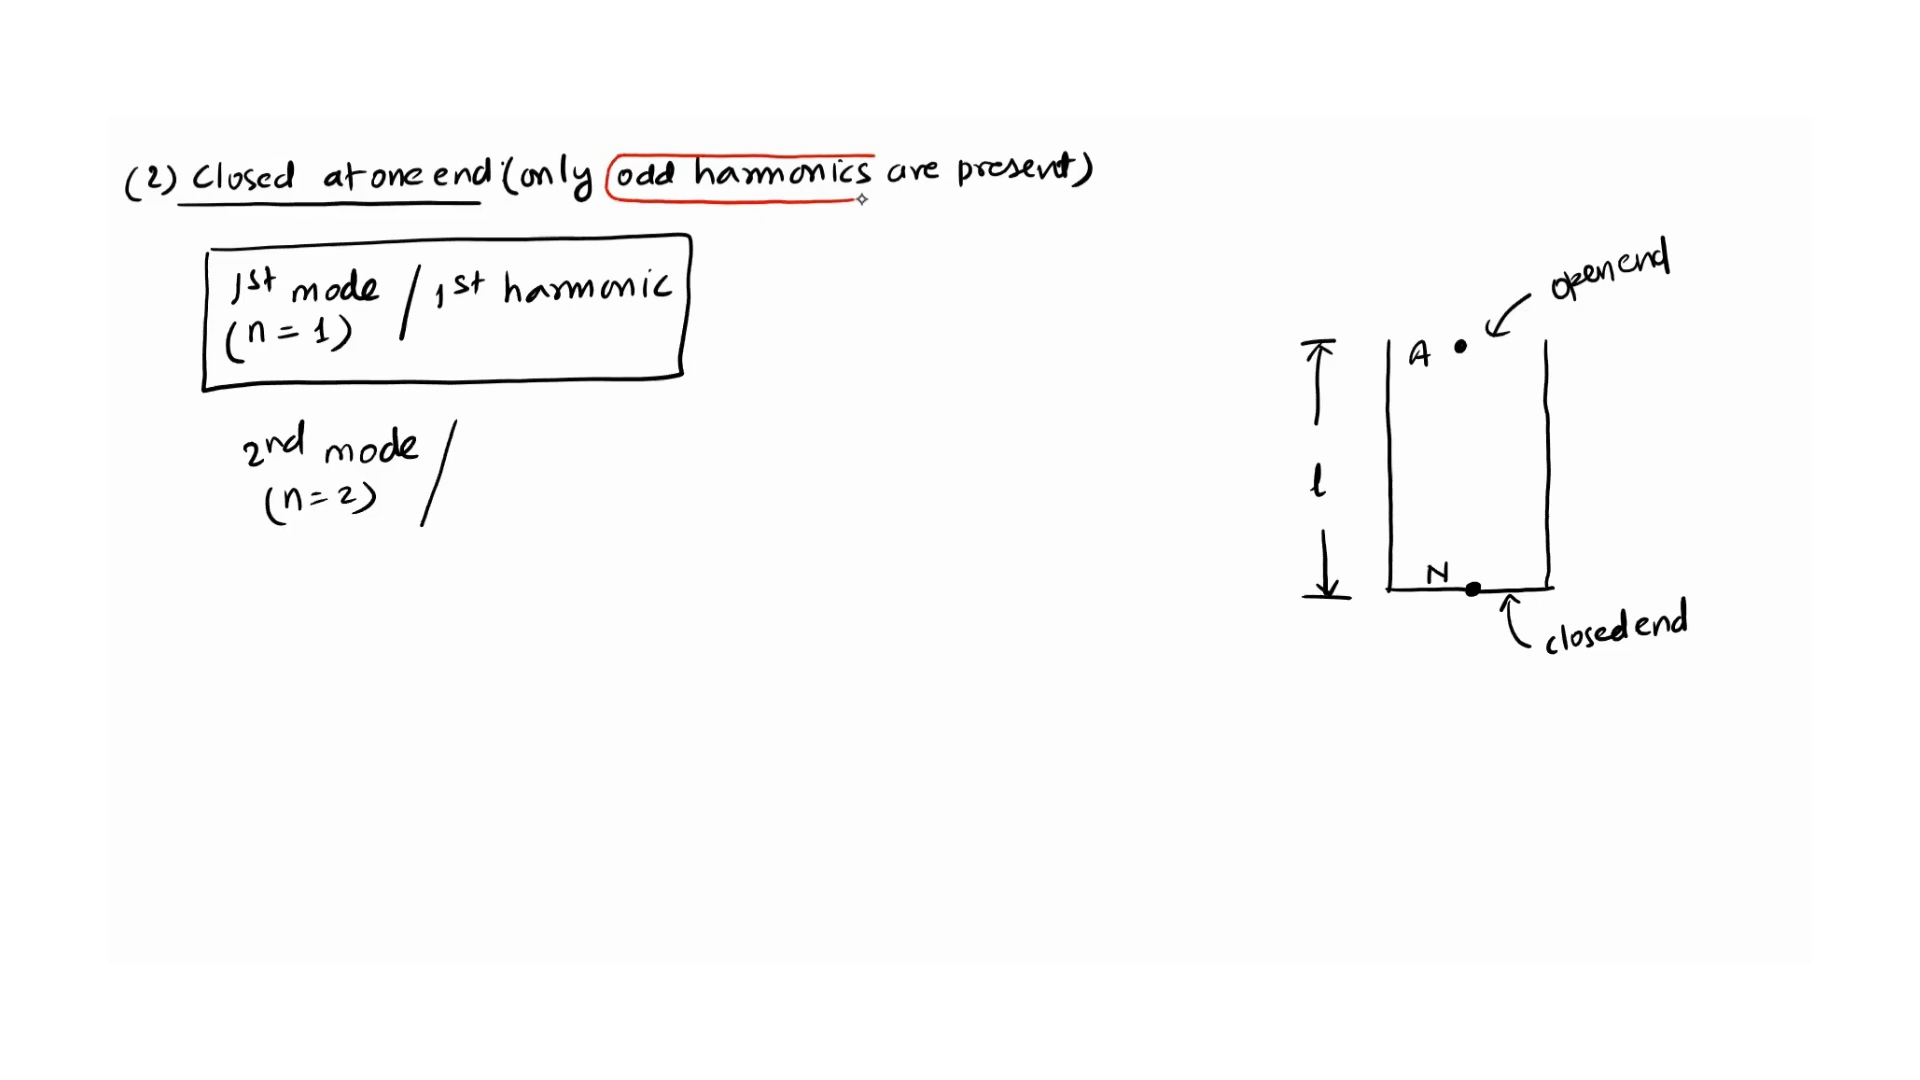 (2) Closed at one end (only odd harmonics are present)
1st mode / 1st harmonic
(n = 1)
2nd mode /
(n = 2)
open end
A
l
N
closed end